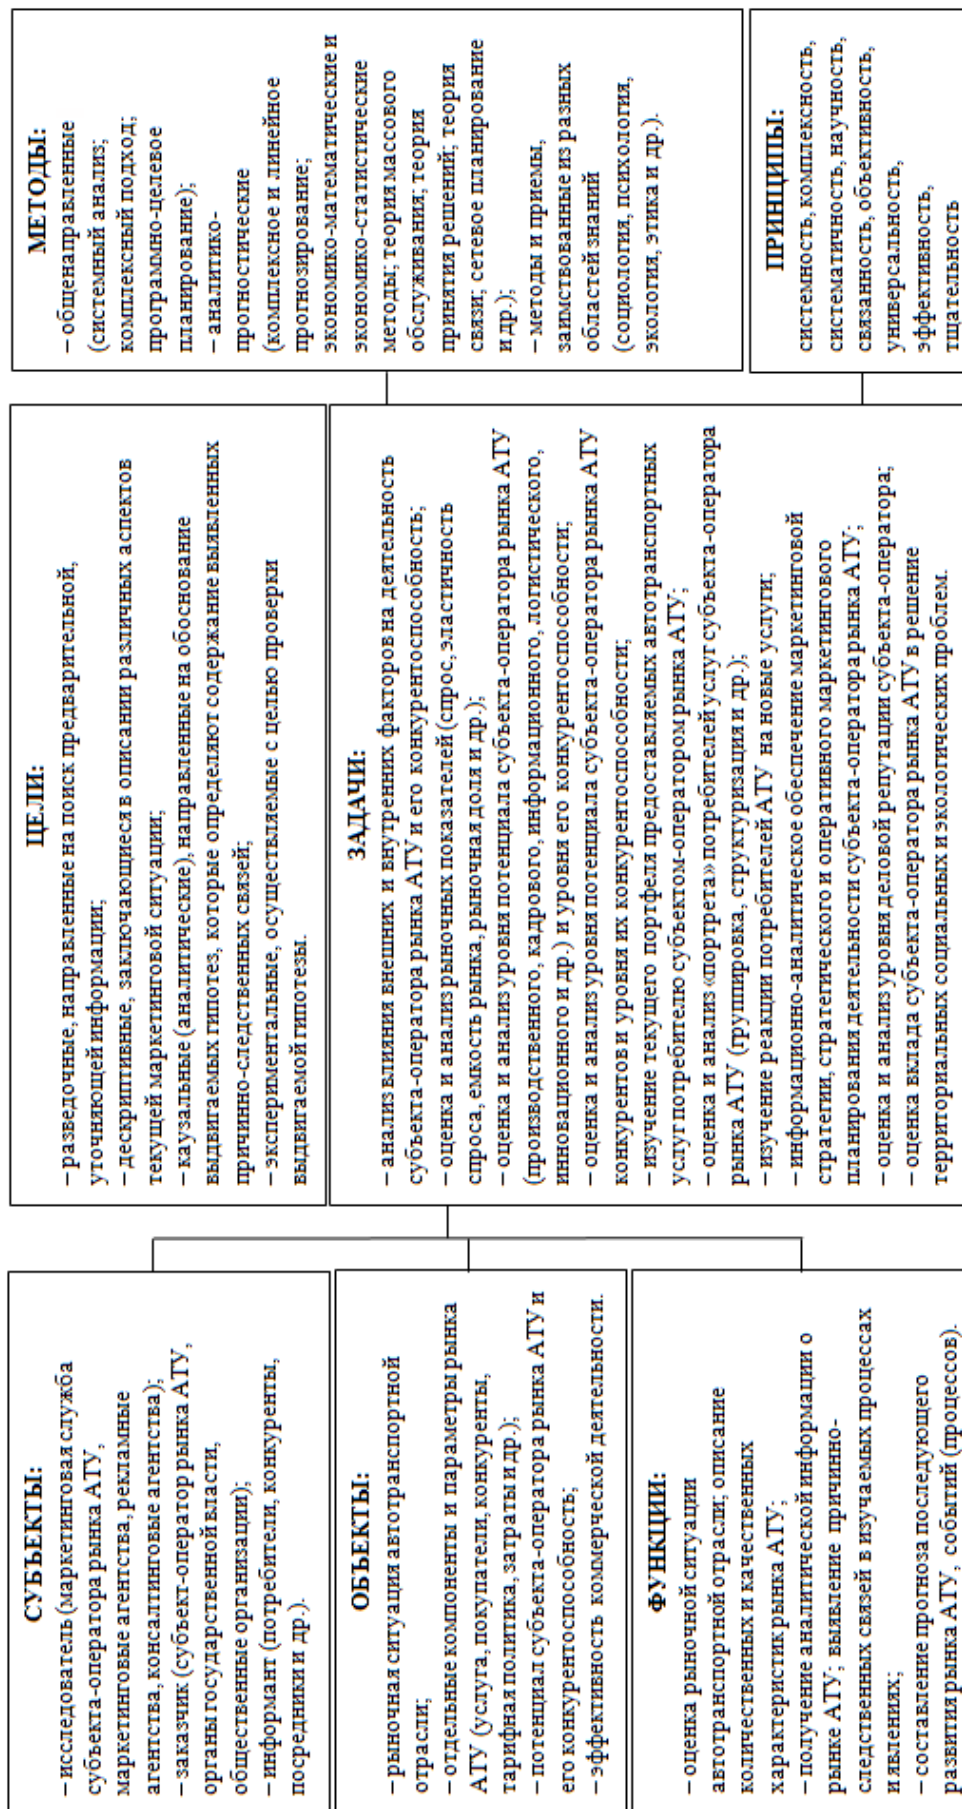 СУБЪЕКТЫ:
– исследователь (маркетинговая служба
субъекта-оператора рынка АТУ,
маркетинговые агентства, рекламные
агентства, консалтинговые агентства);
– заказчик (субъект-оператор рынка АТУ,
органы государственной власти,
общественные организации);
– информант (потребители, конкуренты,
посредники и др.).
ОБЪЕКТЫ:
– рыночная ситуация автотранспортной
отрасли;
– отдельные компоненты и параметры рынка
АТУ (услуга, покупатели, конкуренты,
тарифная политика, затраты и др.);
– потенциал субъекта-оператора рынка АТУ и
его конкурентоспособность;
– эффективность коммерческой деятельности.
ФУНКЦИИ:
– оценка рыночной ситуации
автотранспортной отрасли; описание
количественных и качественных
характеристик рынка АТУ;
– получение аналитической информации о
рынке АТУ; выявление причинно-
следственных связей в изучаемых процессах
и явлениях;
– составление прогноза последующего
развития рынка АТУ, событий (процессов).
ЦЕЛИ:
– разведочные, направленные на поиск предварительной,
уточняющей информации;
– дескриптивные, заключающиеся в описании различных аспектов
текущей маркетинговой ситуации;
– каузальные (аналитические), направленные на обоснование
выдвигаемых гипотез, которые определяют содержание выявленных
причинно-следственных связей;
– экспериментальные, осуществляемые с целью проверки
выдвигаемой гипотезы.
ЗАДАЧИ:
– анализ влияния внешних и внутренних факторов на деятельность
субъекта-оператора рынка АТУ и его конкурентоспособность;
– оценка и анализ рыночных показателей (спрос, эластичность
спроса, емкость рынка, рыночная доля и др.);
– оценка и анализ уровня потенциала субъекта-оператора рынка АТУ
(производственного, кадрового, информационного, логистического,
инновационного и др.) и уровня его конкурентоспособности;
– оценка и анализ уровня потенциала субъекта-оператора рынка АТУ
конкурентов и уровня их конкурентоспособности;
– изучение текущего портфеля предоставляемых автотранспортных
услуг потребителю субъектом-оператором рынка АТУ;
– оценка и анализ «портрета» потребителей услуг субъекта-оператора
рынка АТУ (группировка, структуризация и др.);
– изучение реакции потребителей АТУ на новые услуги;
– информационно-аналитическое обеспечение маркетинговой
стратегии, стратегического и оперативного маркетингового
планирования деятельности субъекта-оператора рынка АТУ;
– оценка и анализ уровня деловой репутации субъекта-оператора;
– оценка вклада субъекта-оператора рынка АТУ в решение
территориальных социальных и экологических проблем.
МЕТОДЫ:
– общенаправленные
(системный анализ;
комплексный подход;
программно-целевое
планирование);
– аналитико-
прогностические
(комплексное и линейное
прогнозирование;
экономико-математические и
экономико-статистические
методы; теории массового
обслуживания; теория
принятия решений; теория
связи; сетевое планирование
и др.);
– методы и приемы,
заимствованные из разных
областей знаний
(социология, психология,
экология, этика и др.).
ПРИНЦИПЫ:
системность, комплексность,
систематичность, научность,
связанность, объективность,
универсальность,
эффективность,
тщательность